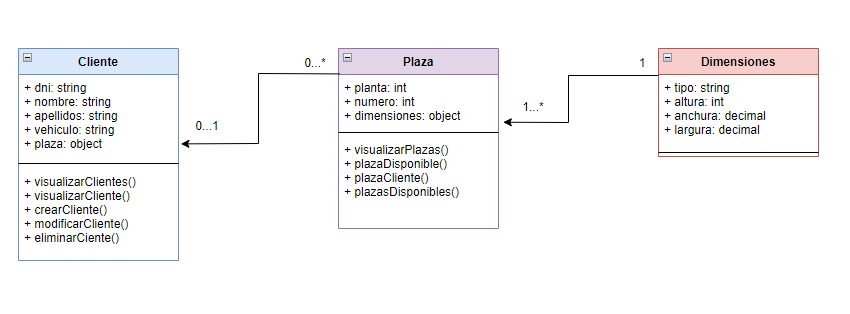 Cliente
+ dni: string
+ nombre: string
+ apellidos: string
+ vehiculo: string
+ plaza: object
+ visualizarClientes()
+ visualizarCliente()
+ crearCliente()
+ modificarCliente()
+ eliminarCiente()
0...1
0...*
Plaza
+ planta: int
+ numero: int
+ dimensiones: object
+ visualizarPlazas()
+ plazaDisponible()
+ plazaCliente()
+ plazasDisponibles()
1...*
1
Dimensiones
+ tipo: string
+ altura: int
+ anchura: decimal
+ largura: decimal